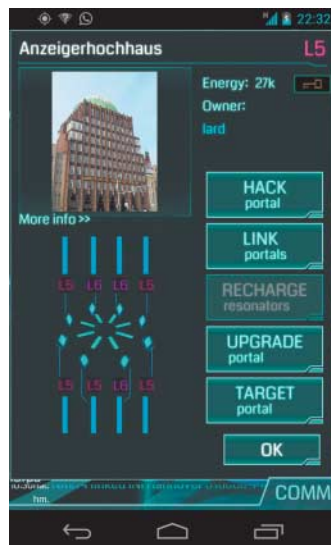 22:32
Anzeigerhochhaus
L5
Energy: 27k
Owner:
lard
HACK
portal
More info >>
LINK
portals
L5 L6 L6 L5
RECHARGE
resonators
UPGRADE
portal
L5 L5 L6 L5
TARGET
portal
OK
COMM
hm.